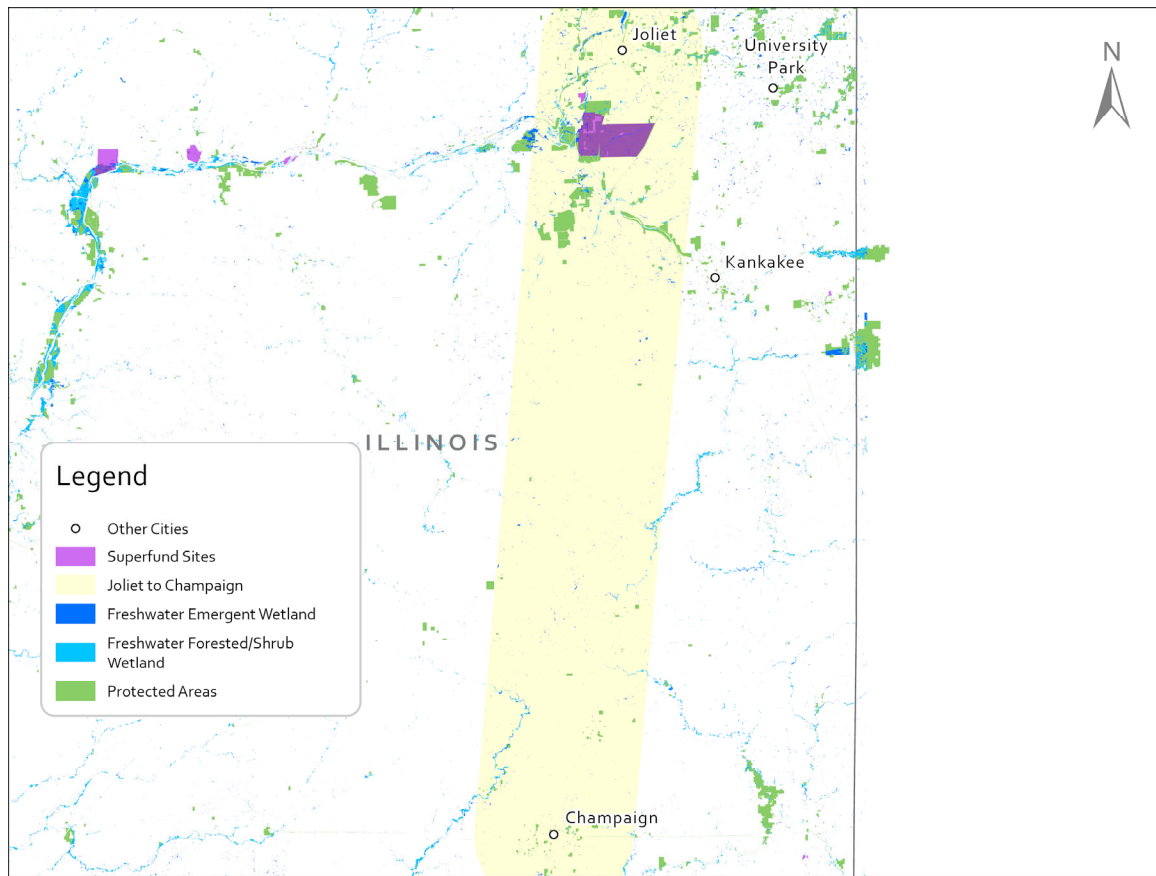 Joliet
University
Park
N
Kankakee
ILLINOIS
Legend
Other Cities
Superfund Sites
Joliet to Champaign
Freshwater Emergent Wetland
Freshwater Forested/Shrub
Wetland
Protected Areas
Champaign